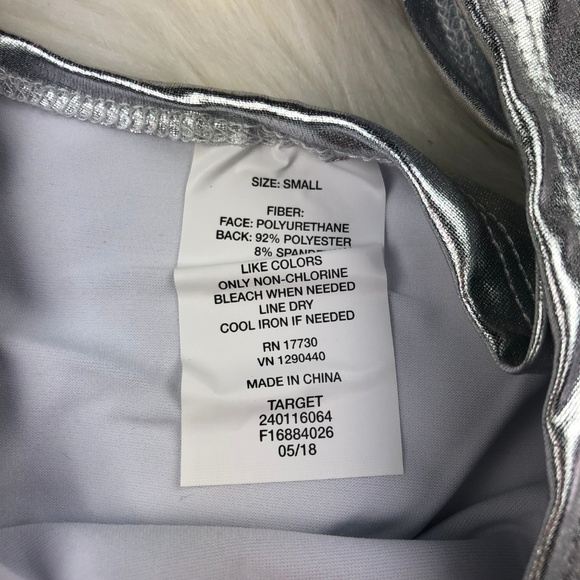 SIZE: SMALL
FIBER:
FACE: POLYURETHANE
BACK: 92% POLYESTER
8%
LIKE COLORS
ONLY NON-CHLORINE
BLEACH WHEN NEEDED
LINE DRY
COOL IRON IF NEEDED
RN 17730
VN 1290440
MADE IN CHINA
TARGET
240116064
F16884026
05/18